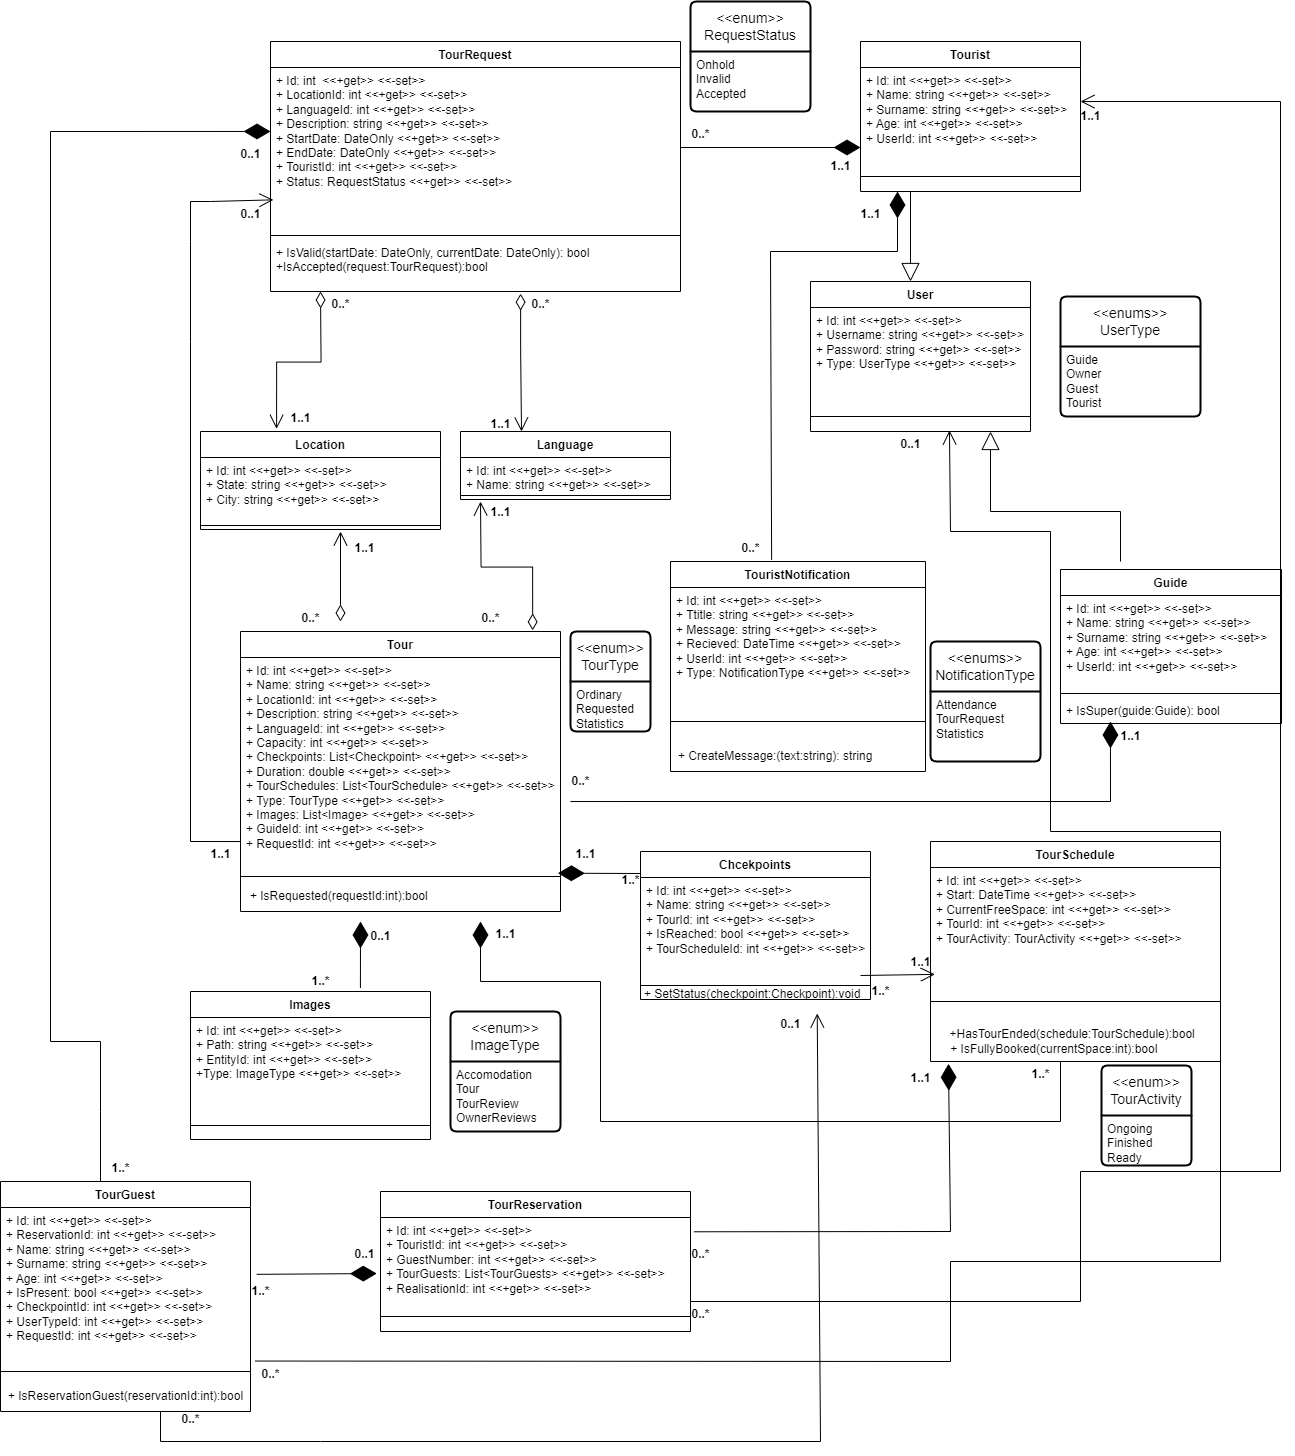 <<enum>>
RequestStatus
Onhold
Invalid
Accepted
TourRequest
+ Id: int  <<+get>> <<-set>>
+ LocationId: int <<+get>> <<-set>>
+ LanguageId: int <<+get>> <<-set>>
+ Description: string <<+get>> <<-set>>
+ StartDate: DateOnly <<+get>> <<-set>>
+ EndDate: DateOnly <<+get>> <<-set>>
+ TouristId: int <<+get>> <<-set>>
+ Status: RequestStatus <<+get>> <<-set>>
+ IsValid(startDate: DateOnly, currentDate: DateOnly): bool
+IsAccepted(request:TourRequest):bool
Tourist
+ Id: int <<+get>> <<-set>>
+ Name: string <<+get>> <<-set>>
+ Surname: string <<+get>> <<-set>>
+ Age: int <<+get>> <<-set>>
+ UserId: int <<+get>> <<-set>>
1..1
0..*
1..1
0..1
0..1
1..1
User
+ Id: int <<+get>> <<-set>>
+ Username: string <<+get>> <<-set>>
+ Password: string <<+get>> <<-set>>
+ Type: UserType <<+get>> <<-set>>
<<enums>>
UserType
Guide
Owner
Guest
Tourist
0..*
0..*
1..1
1..1
0..1
Location
+ Id: int <<+get>> <<-set>>
+ State: string <<+get>> <<-set>>
+ City: string <<+get>> <<-set>>
Language
+ Id: int <<+get>> <<-set>>
+ Name: string <<+get>> <<-set>>
1..1
1..1
0..*
0..*
0..*
TouristNotification
+ Id: int <<+get>> <<-set>>
+ Ttitle: string <<+get>> <<-set>>
+ Message: string <<+get>> <<-set>>
+ Recieved: DateTime <<+get>> <<-set>>
+ UserId: int <<+get>> <<-set>>
+ Type: NotificationType <<+get>> <<-set>>
+ CreateMessage:(text:string): string
Guide
+ Id: int <<+get>> <<-set>>
+ Name: string <<+get>> <<-set>>
+ Surname: string <<+get>> <<-set>>
+ Age: int <<+get>> <<-set>>
+ UserId: int <<+get>> <<-set>>
+ IsSuper(guide:Guide): bool
1..1
<<enums>>
NotificationType
Attendance
TourRequest
Statistics
Tour
+ Id: int <<+get>> <<-set>>
+ Name: string <<+get>> <<-set>>
+ LocationId: int <<+get>> <<-set>>
+ Description: string <<+get>> <<-set>>
+ LanguageId: int <<+get>> <<-set>>
+ Capacity: int <<+get>> <<-set>>
+ Checkpoints: List<Checkpoint> <<+get>> <<-set>>
+ Duration: double <<+get>> <<-set>>
+ TourSchedules: List<TourSchedule> <<+get>> <<-set>>
+ Type: TourType <<+get>> <<-set>>
+ Images: List<Image> <<+get>> <<-set>>
+ GuideId: int <<+get>> <<-set>>
+ RequestId: int <<+get>> <<-set>>
+ IsRequested(requestId:int):bool
<<enum>>
TourType
Ordinary
Requested
Statistics
0..*
1..1
1..1
1..*
Chcekpoints
+ Id: int <<+get>> <<-set>>
+ Name: string <<+get>> <<-set>>
+ TourId: int <<+get>> <<-set>>
+ IsReached: bool <<+get>> <<-set>>
+ TourScheduleId: int <<+get>> <<-set>>
+ SetStatus(checkpoint:Checkpoint):void
TourSchedule
+ Id: int <<+get>> <<-set>>
+ Start: DateTime <<+get>> <<-set>>
+ CurrentFreeSpace: int <<+get>> <<-set>>
+ TourId: int <<+get>> <<-set>>
+ TourActivity: TourActivity <<+get>> <<-set>>
+HasTourEnded(schedule:TourSchedule):bool
+ IsFullyBooked(currentSpace:int):bool
1..1
1..*
0..1
1..1
1..*
0..1
Images
+ Id: int <<+get>> <<-set>>
+ Path: string <<+get>> <<-set>>
+ EntityId: int <<+get>> <<-set>>
+Type: ImageType <<+get>> <<-set>>
<<enum>>
ImageType
Accomodation
Tour
TourReview
OwnerReviews
1..1
1..*
<<enum>>
TourActivity
Ongoing
Finished
Ready
1..*
TourGuest
+ Id: int <<+get>> <<-set>>
+ ReservationId: int <<+get>> <<-set>>
+ Name: string <<+get>> <<-set>>
+ Surname: string <<+get>> <<-set>>
+ Age: int <<+get>> <<-set>>
+ IsPresent: bool <<+get>> <<-set>>
+ CheckpointId: int <<+get>> <<-set>>
+ UserTypeId: int <<+get>> <<-set>>
+ RequestId: int <<+get>> <<-set>>
+ IsReservationGuest(reservationId:int):bool
TourReservation
+ Id: int <<+get>> <<-set>>
+ TouristId: int <<+get>> <<-set>>
+ GuestNumber: int <<+get>> <<-set>>
+ TourGuests: List<TourGuests> <<+get>> <<-set>>
+ RealisationId: int <<+get>> <<-set>>
0..1
1..*
0..*
0..*
0..*
0..*